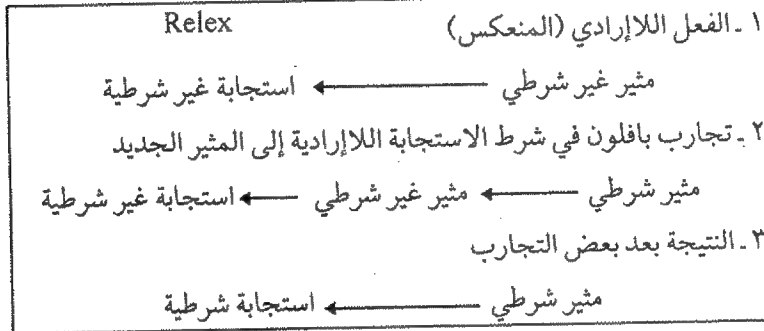 ١ ـ الفعل اللاإرادي (المنعكس) Relex
مثير غير شرطي ← استجابة غير شرطية
٢ ـ تجارب بافلون في شرط الاستجابة اللاإرادية إلى المثير الجديد
مثير شرطي ← مثير غير شرطي ← استجابة غير شرطية
٣ ـ النتيجة بعد بعض التجارب
مثير شرطي ← استجابة شرطية